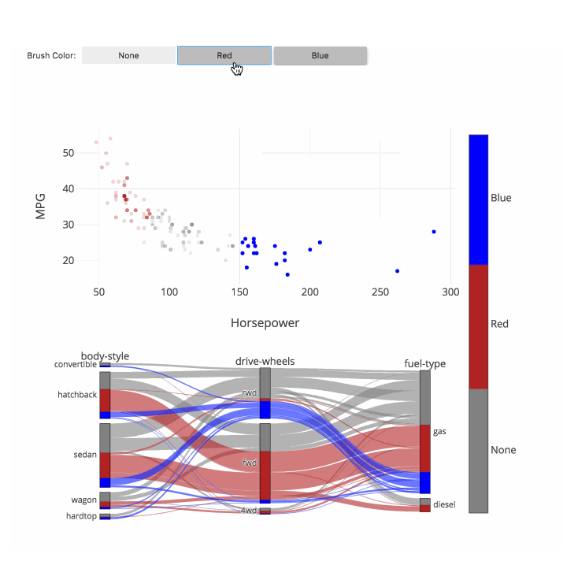 Brush Color: None Red Blue
50
40
30
20
MPG
50 100 150 200 250 300
Horsepower
Blue
Red
None
body-style drive-wheels fuel-type
convertible
hatchback
sedan
wagon
hardtop
rwd
fwd
4wd
gas
diesel